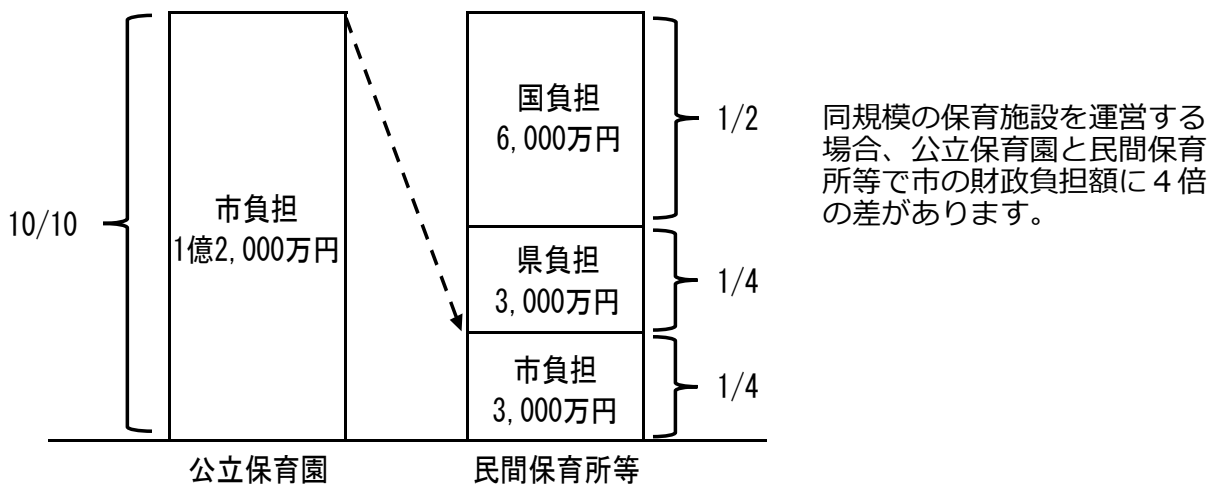 10/10
市負担
1億2,000万円
公立保育園
国負担
6,000万円
1/2
県負担
3,000万円
1/4
市負担
3,000万円
1/4
民間保育所等
同規模の保育施設を運営する
場合、公立保育園と民間保育
所等で市の財政負担額に４倍
の差があります。